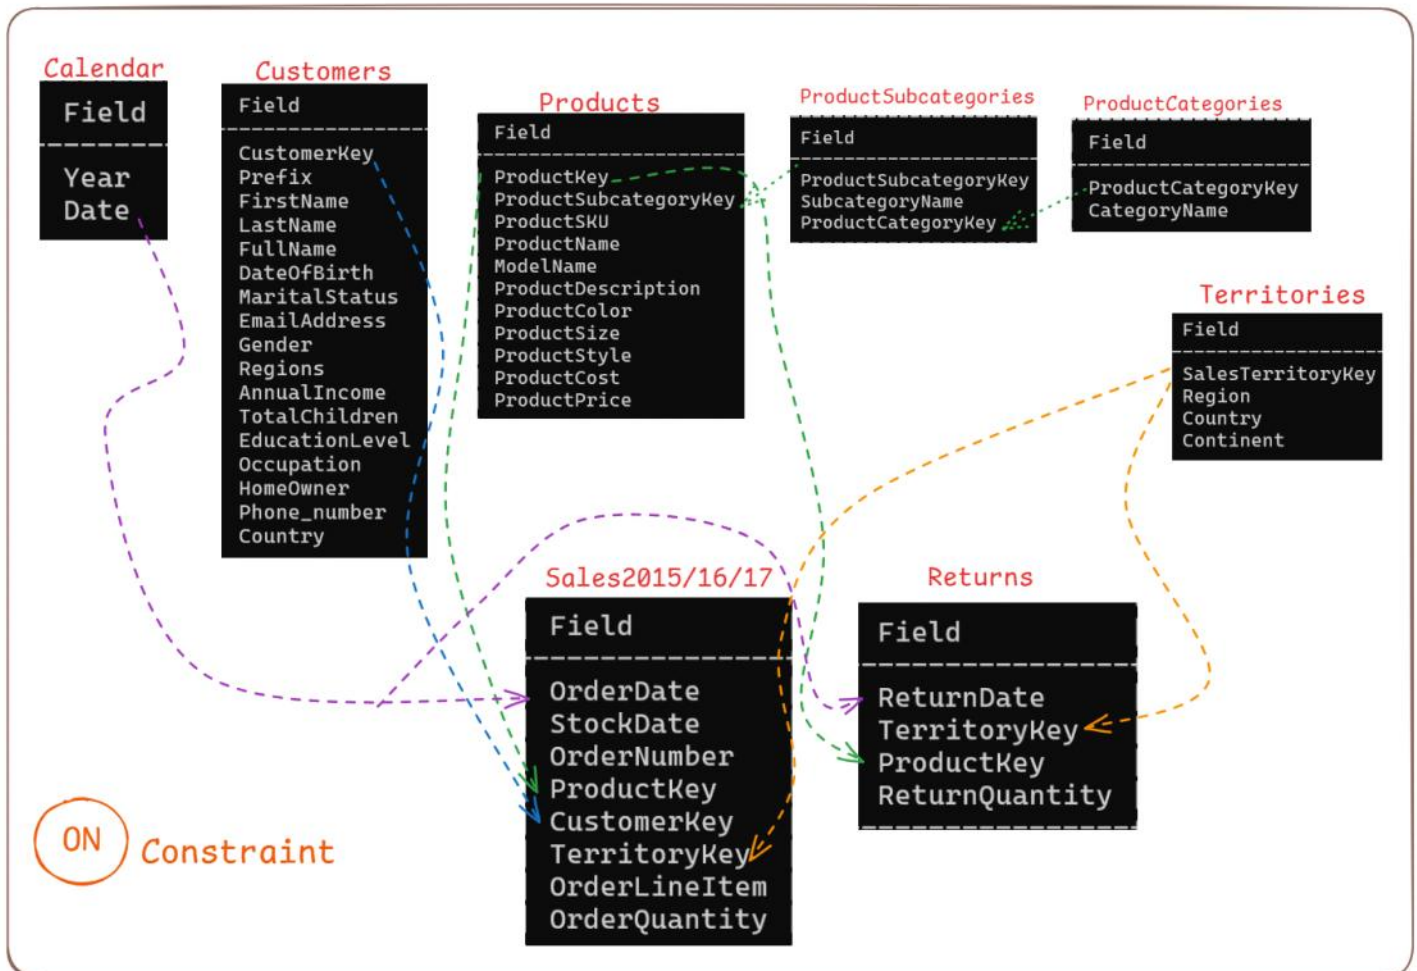 Calendar
Field
Year
Date
Customers
Field
CustomerKey
Prefix
FirstName
LastName
FullName
DateOfBirth
MaritalStatus
EmailAddress
Gender
Regions
AnnualIncome
TotalChildren
EducationLevel
Occupation
HomeOwner
Phone_number
Country
Products
Field
ProductKey
ProductSubcategoryKey
ProductSKU
ProductName
ModelName
ProductDescription
ProductColor
ProductSize
ProductStyle
ProductCost
ProductPrice
ProductSubcategories
Field
ProductSubcategoryKey
SubcategoryName
ProductCategoryKey
ProductCategories
Field
ProductCategoryKey
CategoryName
Territories
Field
SalesTerritoryKey
Region
Country
Continent
Sales2015/16/17
Field
OrderDate
StockDate
OrderNumber
ProductKey
CustomerKey
TerritoryKey
OrderLineItem
OrderQuantity
Returns
Field
ReturnDate
TerritoryKey
ProductKey
ReturnQuantity
ON Constraint